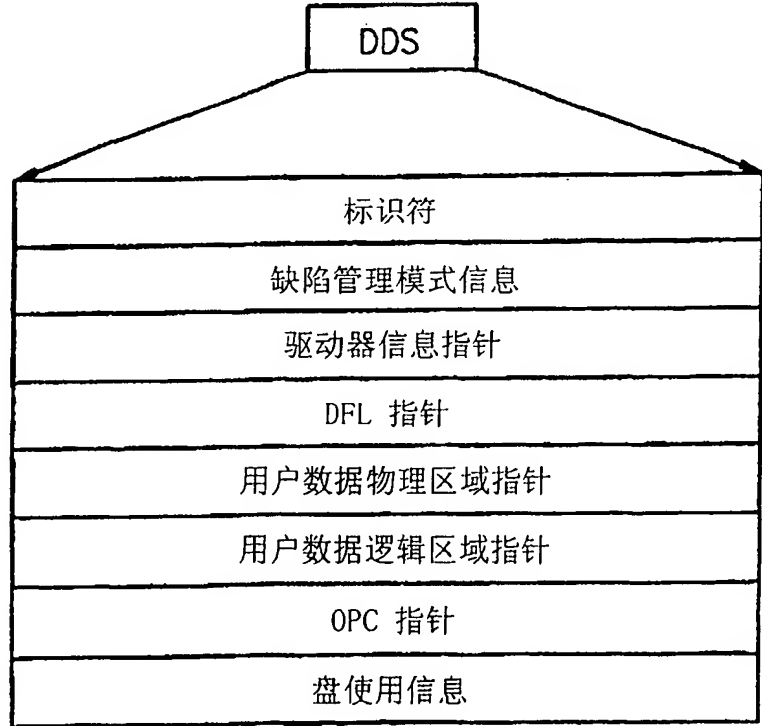 DDS
标识符
缺陷管理模式信息
驱动器信息指针
DFL 指针
用户数据物理区域指针
用户数据逻辑区域指针
OPC 指针
盘使用信息